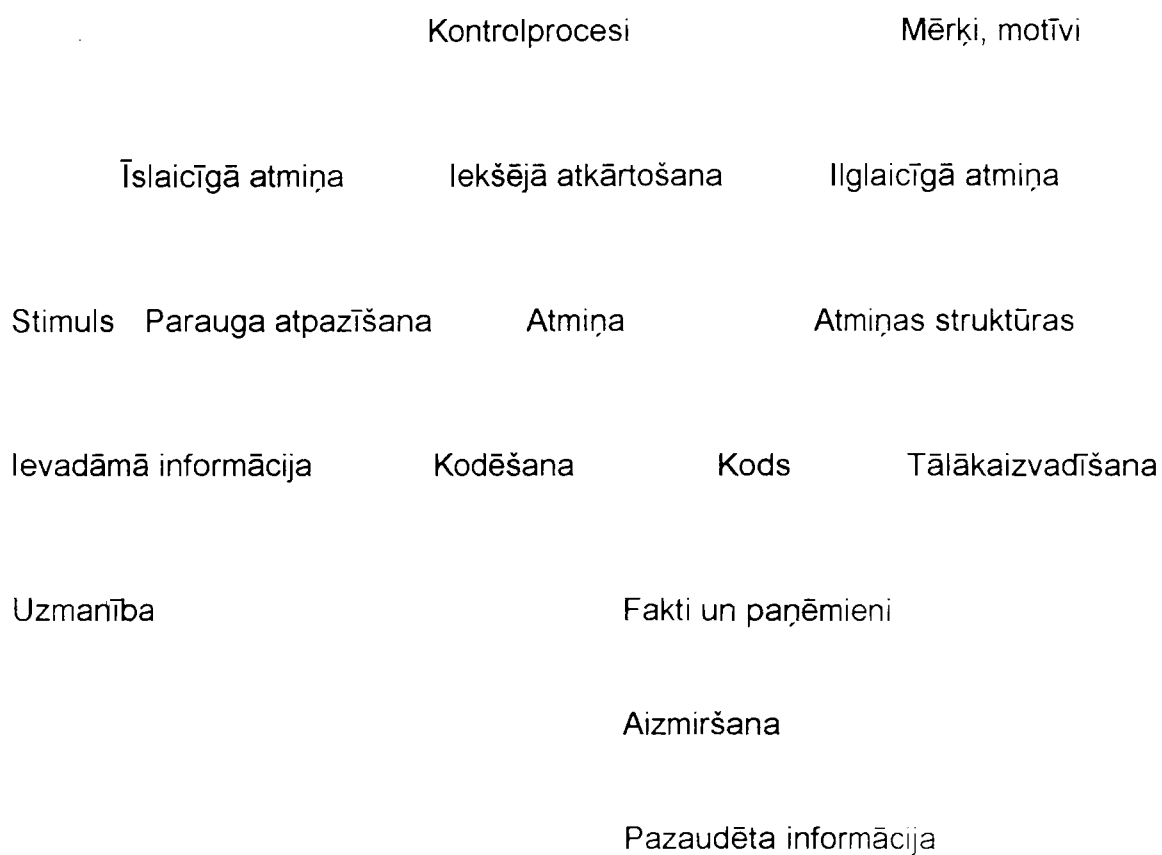 Kontrolprocesi Mērķi, motīvi
Īslaicīgā atmiņa Iekšējā atkārtošana Ilglaicīgā atmiņa
Stimuls Parauga atpazīšana Atmiņa Atmiņas struktūras
Ievadāmā informācija Kodēšana Kods Tālākaizvadīšana
Uzmanība Fakti un paņēmieni
Aizmiršana
Pazaudēta informācija